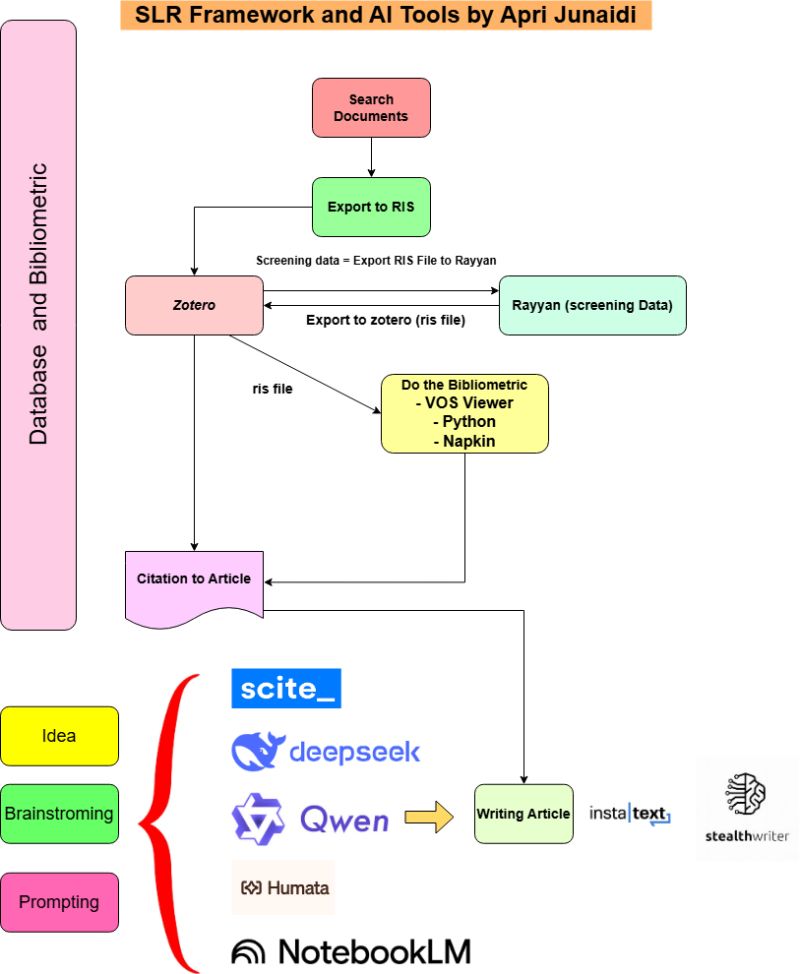 SLR Framework and AI Tools by Apri Junaidi
Database and Bibliometric
Search
Documents
Export to RIS
Screening data = Export RIS File to Rayyan
Zotero
Rayyan (screening Data)
Export to zotero (ris file)
ris file
Do the Bibliometric
- VOS Viewer
- Python
- Napkin
Citation to Article
Idea
Brainstroming
Prompting
scite_
deepseek
Qwen
Humata
NotebookLM
Writing Article
insta|text
stealthwriter